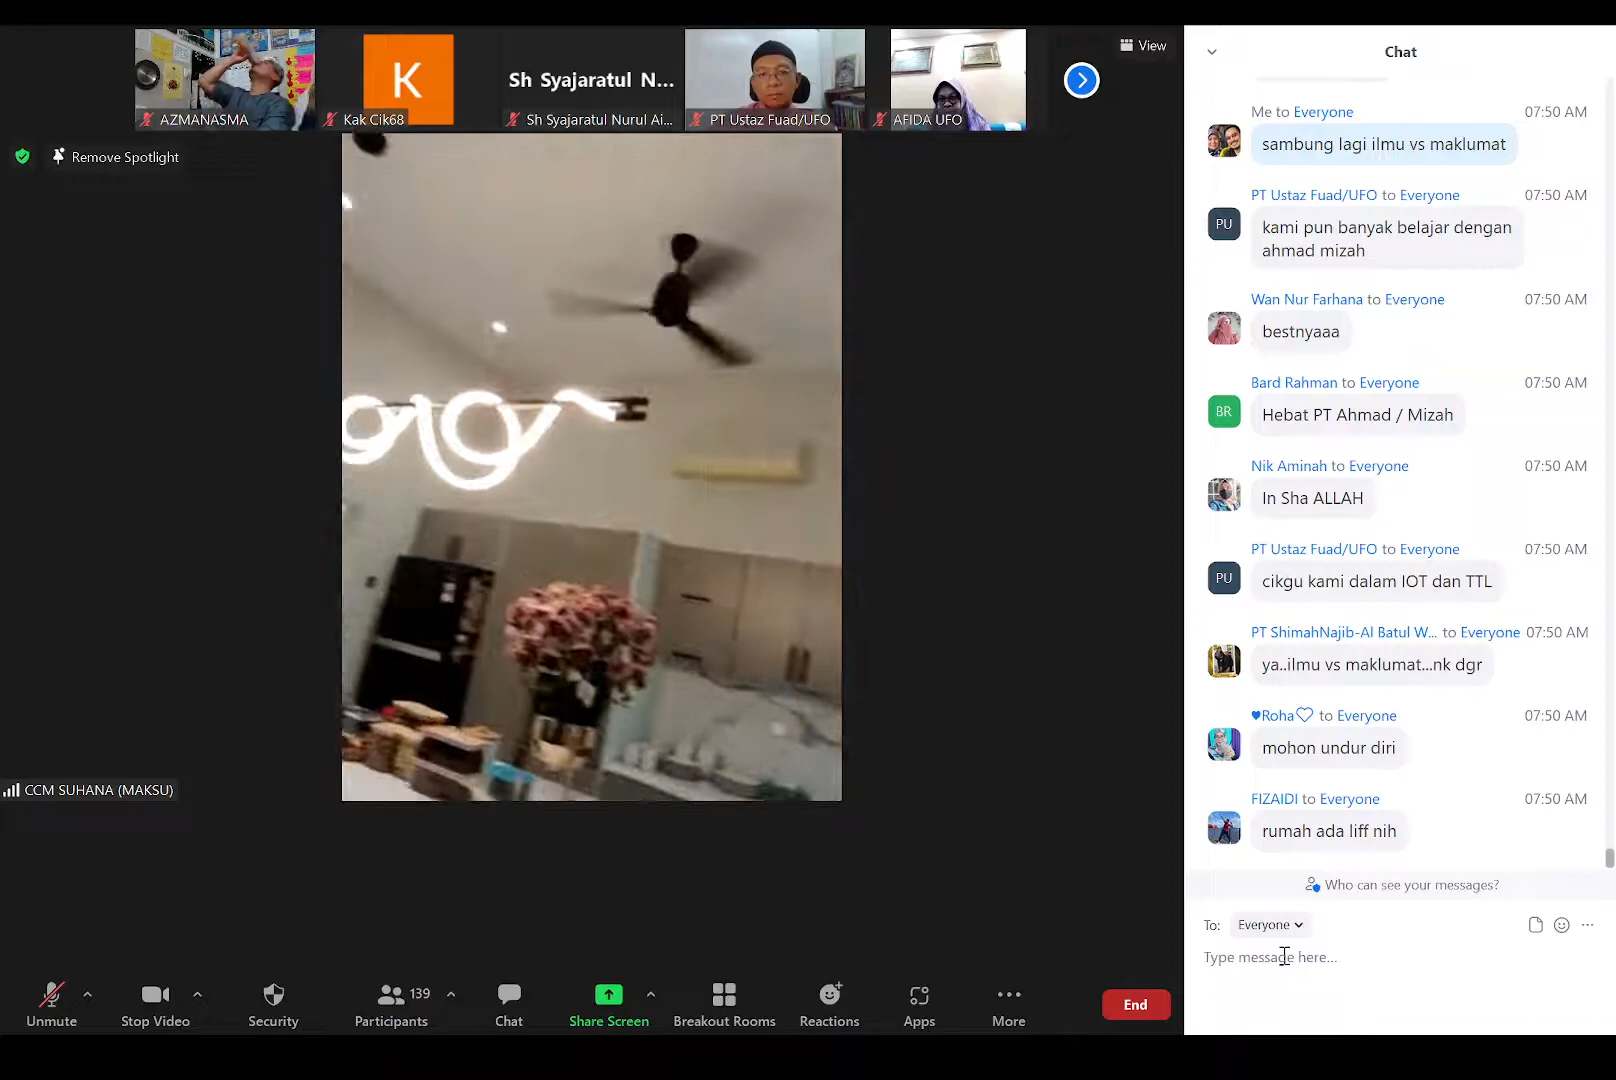 AZMANASMA
K
Kak Cik68
Sh Syajaratul N...
Sh Syajaratul Nurul Ai...
PT Ustaz Fuad/UFO
AFIDA UFO
View
Remove Spotlight
CCM SUHANA (MAKSU)
Chat
Me to Everyone 07:50 AM
sambung lagi ilmu vs maklumat
PT Ustaz Fuad/UFO to Everyone 07:50 AM
PU
kami pun banyak belajar dengan
ahmad mizah
Wan Nur Farhana to Everyone 07:50 AM
bestnyaaa
Bard Rahman to Everyone 07:50 AM
BR
Hebat PT Ahmad / Mizah
Nik Aminah to Everyone 07:50 AM
In Sha ALLAH
PT Ustaz Fuad/UFO to Everyone 07:50 AM
PU
cikgu kami dalam IOT dan TTL
PT ShimahNajib-Al Batul W... to Everyone 07:50 AM
ya..ilmu vs maklumat...nk dgr
♥Roha♡ to Everyone 07:50 AM
mohon undur diri
FIZAIDI to Everyone 07:50 AM
rumah ada liff nih
Who can see your messages?
To: Everyone
Type message here...
Unmute
Stop Video
Security
139
Participants
Chat
Share Screen
Breakout Rooms
Reactions
Apps
More
End